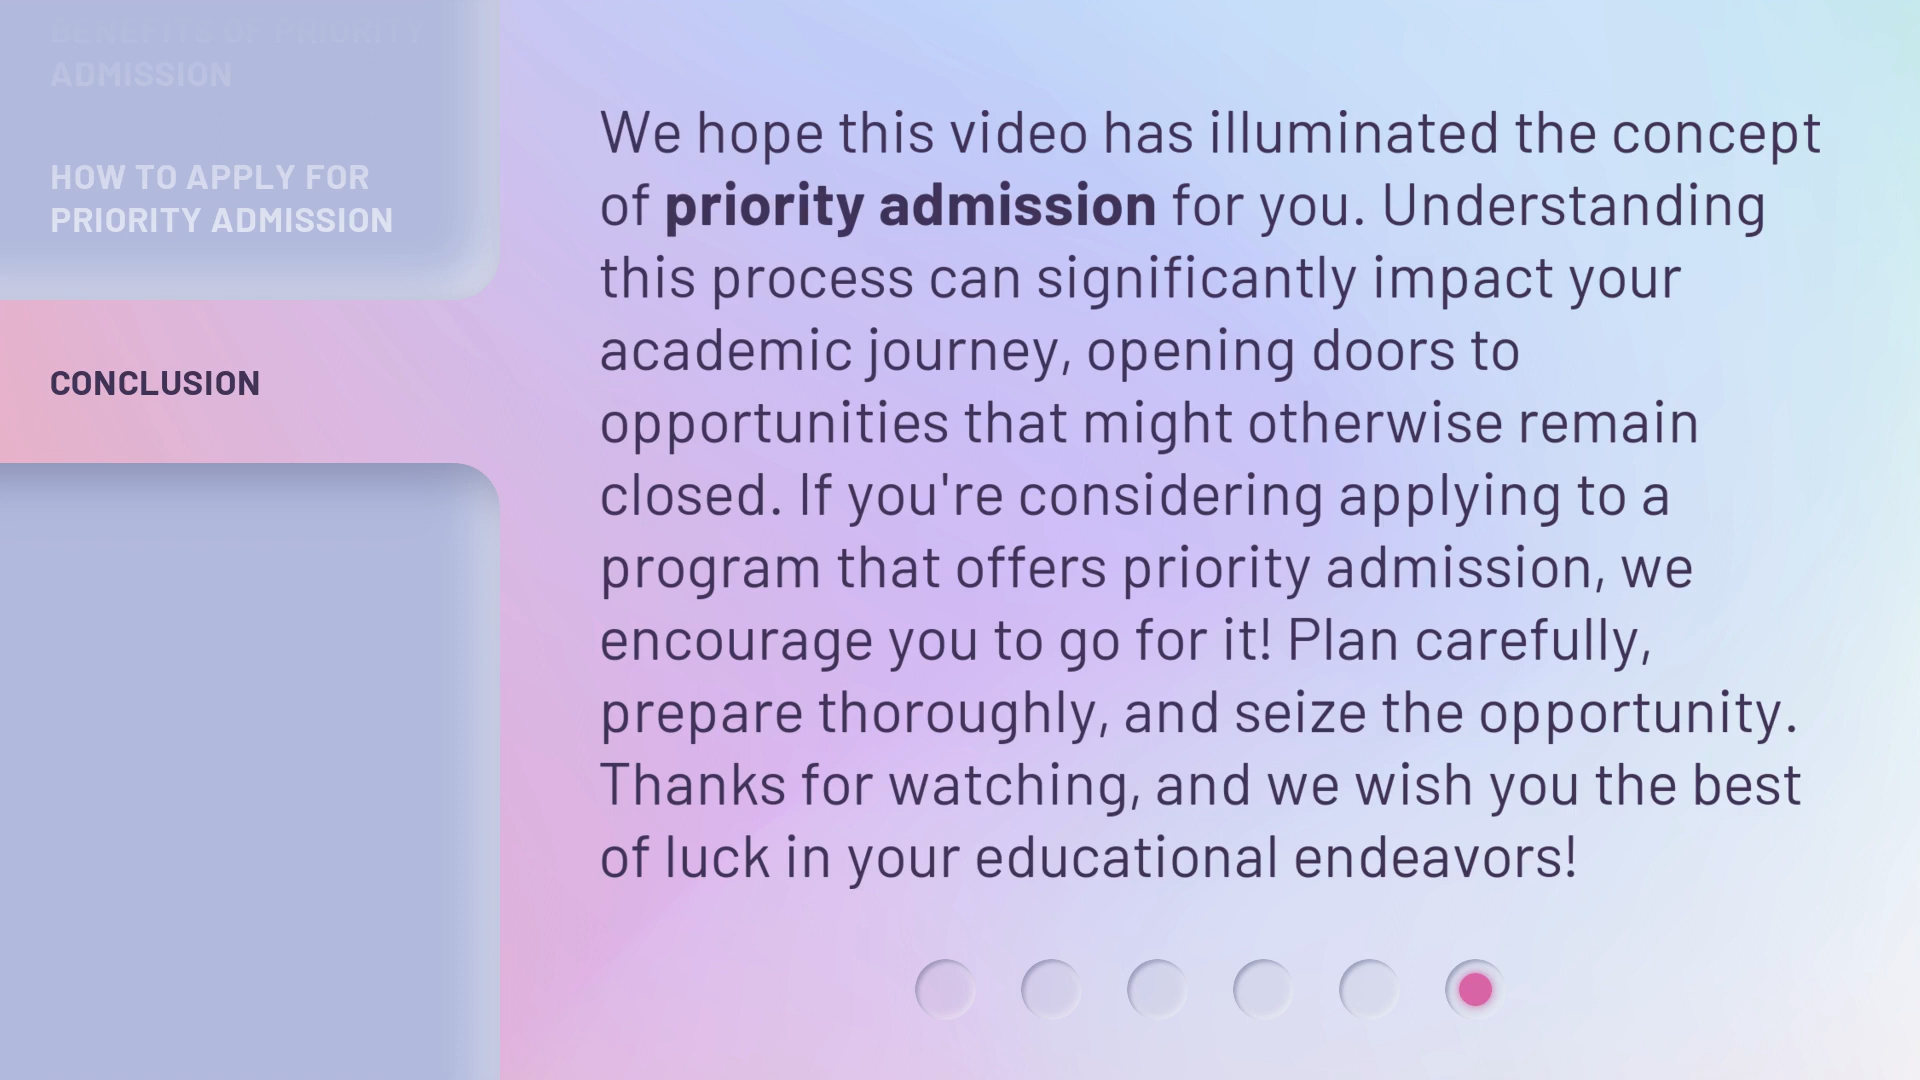 BENEFITS OF PRIORITY
ADMISSION
HOW TO APPLY FOR
PRIORITY ADMISSION
CONCLUSION
We hope this video has illuminated the concept
of priority admission for you. Understanding
this process can significantly impact your
academic journey, opening doors to
opportunities that might otherwise remain
closed. If you're considering applying to a
program that offers priority admission, we
encourage you to go for it! Plan carefully,
prepare thoroughly, and seize the opportunity.
Thanks for watching, and we wish you the best
of luck in your educational endeavors!